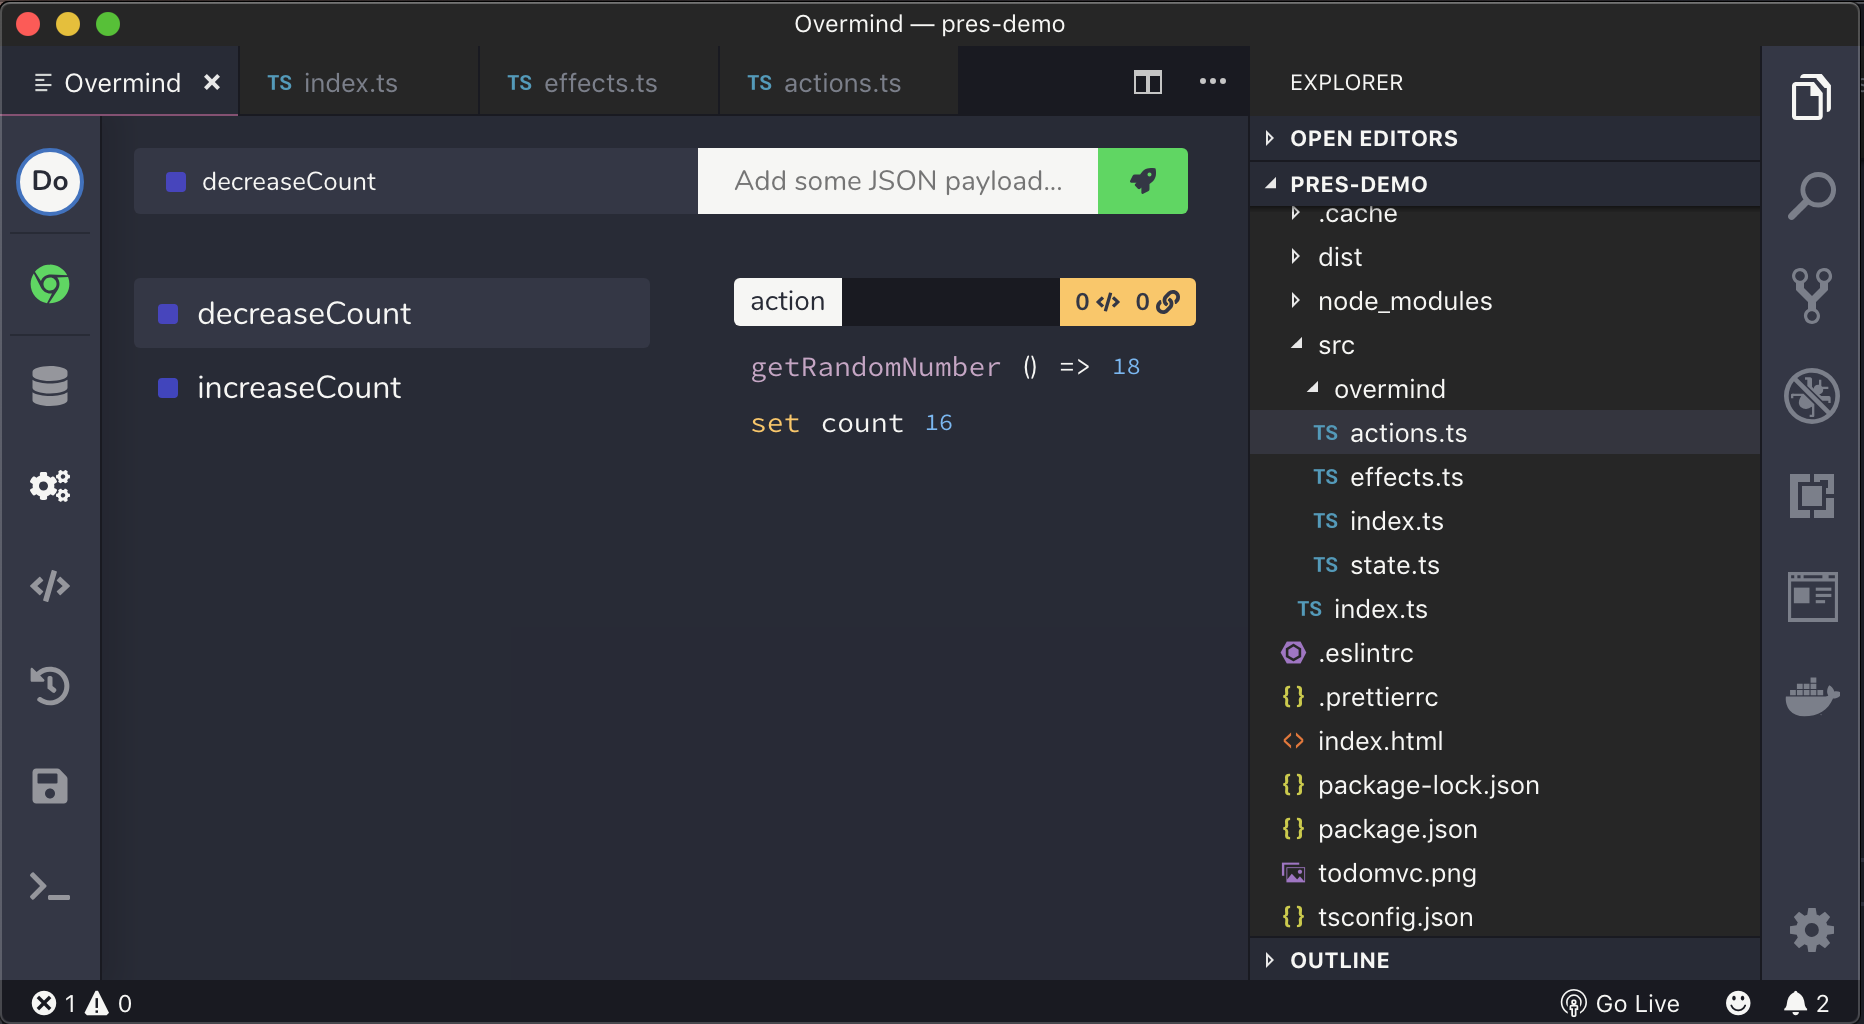 Overmind — pres-demo
Overmind
TS index.ts
TS effects.ts
TS actions.ts
EXPLORER
Do
decreaseCount
Add some JSON payload...
decreaseCount
increaseCount
action
0 </> 0
getRandomNumber () => 18
set count 16
OPEN EDITORS
PRES-DEMO
.cache
dist
node_modules
src
overmind
TS actions.ts
TS effects.ts
TS index.ts
TS state.ts
TS index.ts
.eslintrc
{} .prettierrc
<> index.html
{} package-lock.json
{} package.json
todomvc.png
{} tsconfig.json
OUTLINE
1 0
Go Live
2